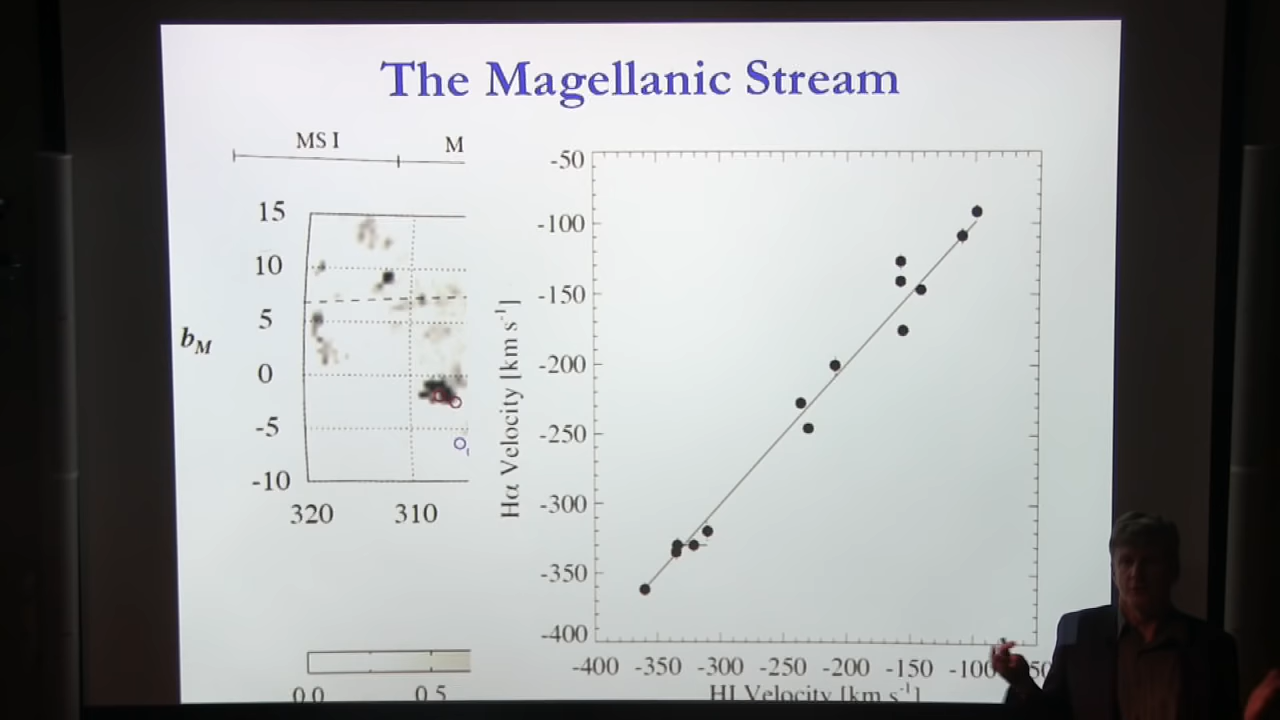 The Magellanic Stream
MS I
M
15
10
5
0
-5
-10
b_M
320
310
0.0
0.5
-50
-100
-150
-200
-250
-300
-350
-400
Hα Velocity [km s⁻¹]
-400 -350 -300 -250 -200 -150 -100 50
HI Velocity [km s⁻¹]